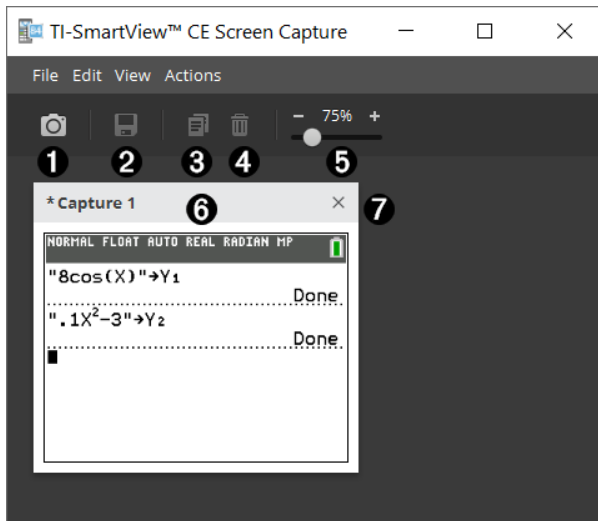 TI-SmartView™ CE Screen Capture
File Edit View Actions
− 75% +
1 2 3 4 5
*Capture 1 6 × 7
NORMAL FLOAT AUTO REAL RADIAN MP
"8cos(X)"→Y₁
Done
".1X²−3"→Y₂
Done